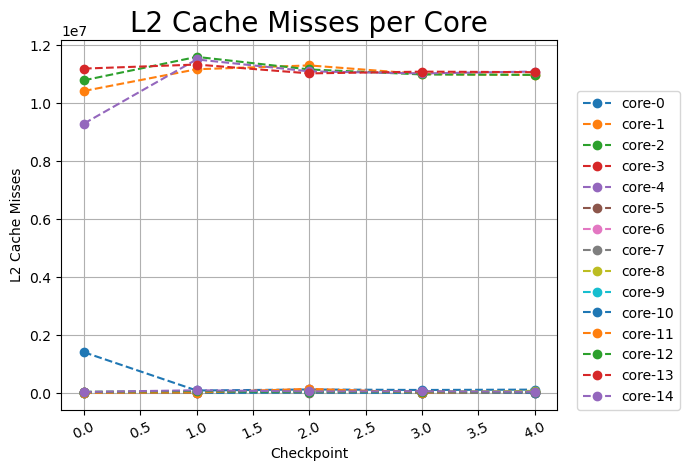 L2 Cache Misses per Core
1e7
1.2
1.0
0.8
0.6
0.4
0.2
0.0
L2 Cache Misses
0.0 0.5 1.0 1.5 2.0 2.5 3.0 3.5 4.0
Checkpoint
core-0
core-1
core-2
core-3
core-4
core-5
core-6
core-7
core-8
core-9
core-10
core-11
core-12
core-13
core-14